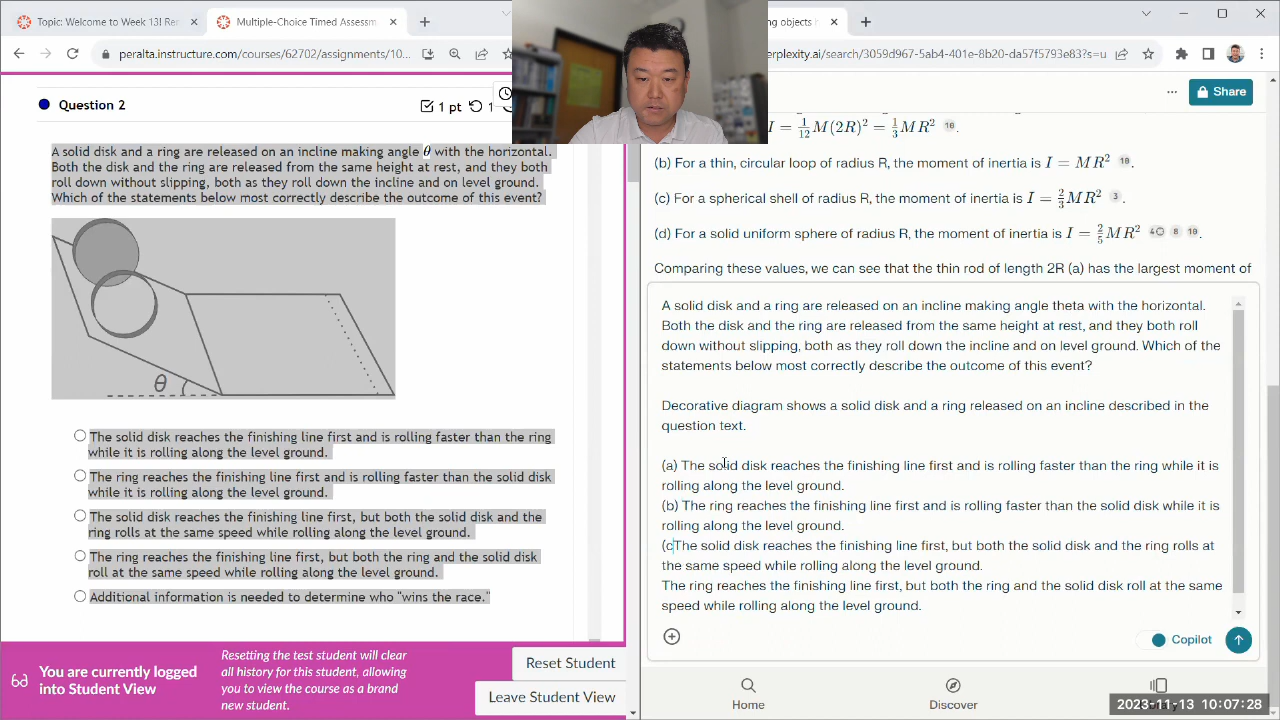 Topic: Welcome to Week 13!
Multiple-Choice Timed Assess
peralta.instructure.com/courses/62702/assignments/10
Question 2
1 pt
1
A solid disk and a ring are released on an incline making angle θ with the horizontal.
Both the disk and the ring are released from the same height at rest, and they both
roll down without slipping, both as they roll down the incline and on level ground.
Which of the statements below most correctly describe the outcome of this event?
θ
The solid disk reaches the finishing line first and is rolling faster than the ring
while it is rolling along the level ground.
The ring reaches the finishing line first and is rolling faster than the solid disk
while it is rolling along the level ground.
The solid disk reaches the finishing line first, but both the solid disk and the
ring rolls at the same speed while rolling along the level ground.
The ring reaches the finishing line first, but both the ring and the solid disk
roll at the same speed while rolling along the level ground.
Additional information is needed to determine who "wins the race."
You are currently logged
into Student View
Resetting the test student will clear
all history for this student, allowing
you to view the course as a brand
new student.
Reset Student
Leave Student View
ing objects h
erplexity.ai/search/3059d967-5ab4-401e-8b20-da57f5793e83?s=u
Share
I = 1/12 M(2R)² = 1/3 MR² 10.
(b) For a thin, circular loop of radius R, the moment of inertia is I = MR² 10.
(c) For a spherical shell of radius R, the moment of inertia is I = 2/3 MR² 3.
(d) For a solid uniform sphere of radius R, the moment of inertia is I = 2/5 MR² 4 8 10.
Comparing these values, we can see that the thin rod of length 2R (a) has the largest moment of
A solid disk and a ring are released on an incline making angle theta with the horizontal.
Both the disk and the ring are released from the same height at rest, and they both roll
down without slipping, both as they roll down the incline and on level ground. Which of the
statements below most correctly describe the outcome of this event?
Decorative diagram shows a solid disk and a ring released on an incline described in the
question text.
(a) The solid disk reaches the finishing line first and is rolling faster than the ring while it is
rolling along the level ground.
(b) The ring reaches the finishing line first and is rolling faster than the solid disk while it is
rolling along the level ground.
(cThe solid disk reaches the finishing line first, but both the solid disk and the ring rolls at
the same speed while rolling along the level ground.
The ring reaches the finishing line first, but both the ring and the solid disk roll at the same
speed while rolling along the level ground.
Copilot
Home
Discover
2023-11-13 10:07:28